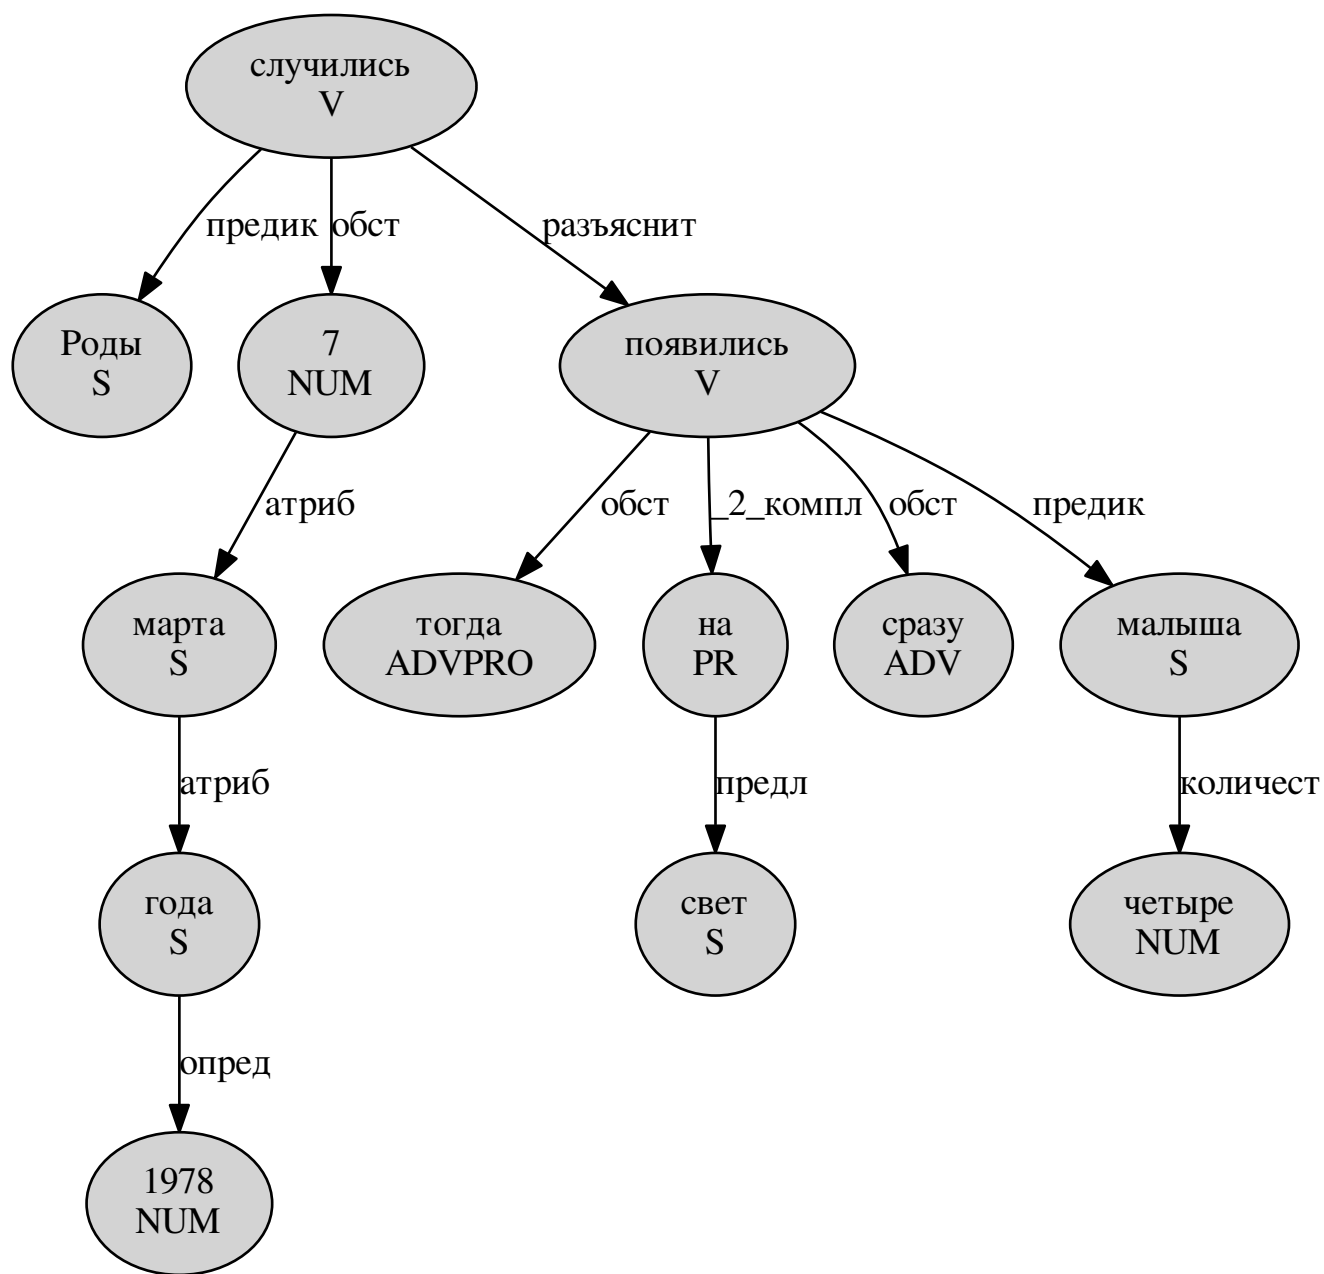 случились
V
предик
обст
разъяснит
Роды
S
7
NUM
появились
V
атриб
обст
_2_компл
обст
предик
марта
S
тогда
ADVPRO
на
PR
сразу
ADV
малыша
S
атриб
предл
количест
года
S
свет
S
четыре
NUM
опред
1978
NUM